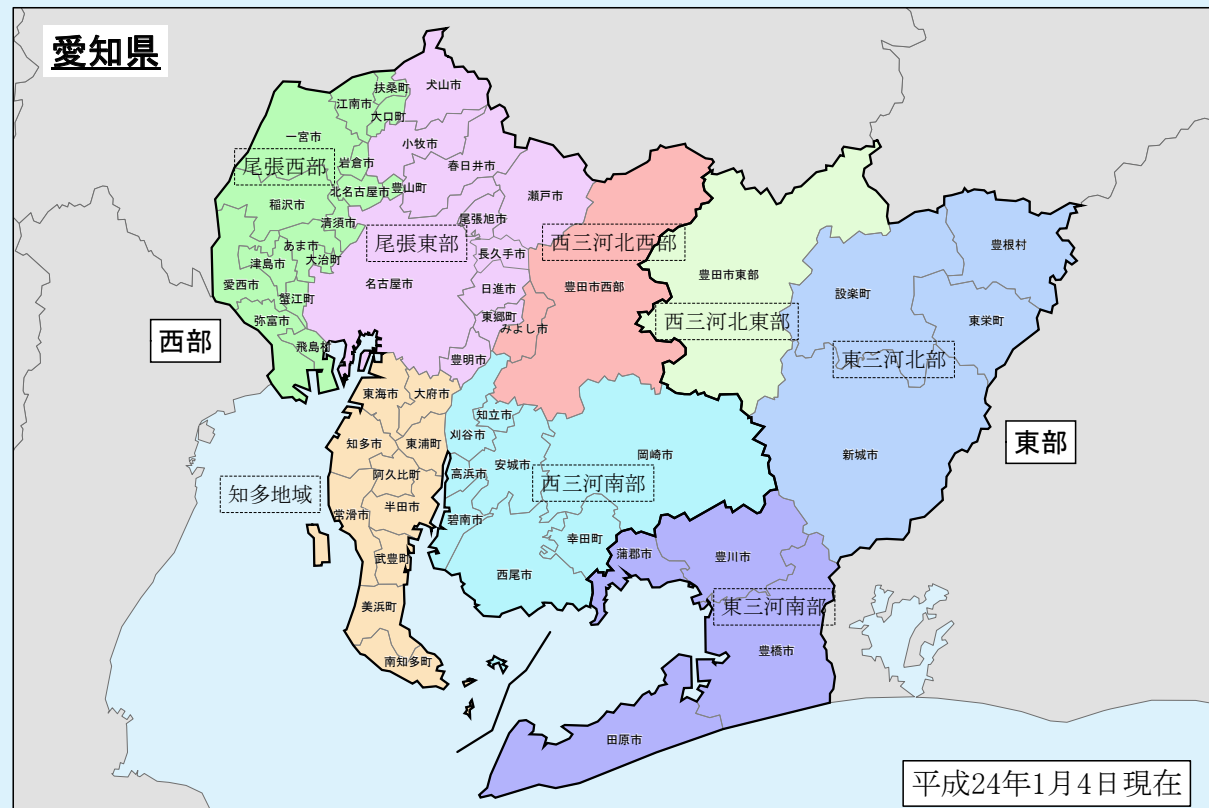 愛知県
扶桑町
犬山市
江南市
大口町
一宮市
小牧市
岩倉市
春日井市
尾張西部
北名古屋市
豊山町
瀬戸市
稲沢市
清須市
尾張旭市
尾張東部
西三河北西部
あま市
大治町
長久手市
津島市
名古屋市
愛西市
日進市
豊田市西部
豊田市東部
豊根村
設楽町
蟹江町
東郷町
みよし市
弥富市
西三河北東部
東栄町
西部
飛島村
豊明市
東三河北部
東海市
大府市
知立市
知多市
東浦町
刈谷市
岡崎市
新城市
東部
阿久比町
高浜市
安城市
西三河南部
知多地域
半田市
常滑市
碧南市
幸田町
武豊町
西尾市
蒲郡市
豊川市
美浜町
東三河南部
南知多町
豊橋市
田原市
平成24年1月4日現在